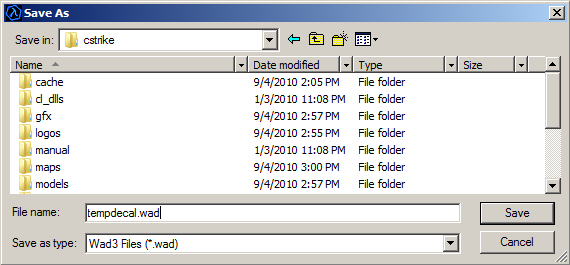 Save As
Save in: cstrike
Name Date modified Type Size
cache 9/4/2010 2:05 PM File folder
cl_dlls 1/3/2010 11:08 PM File folder
gfx 9/4/2010 2:57 PM File folder
logos 9/4/2010 2:55 PM File folder
manual 1/3/2010 11:08 PM File folder
maps 9/4/2010 3:00 PM File folder
models 9/4/2010 2:57 PM File folder
File name: tempdecal.wad Save
Save as type: Wad3 Files (*.wad) Cancel